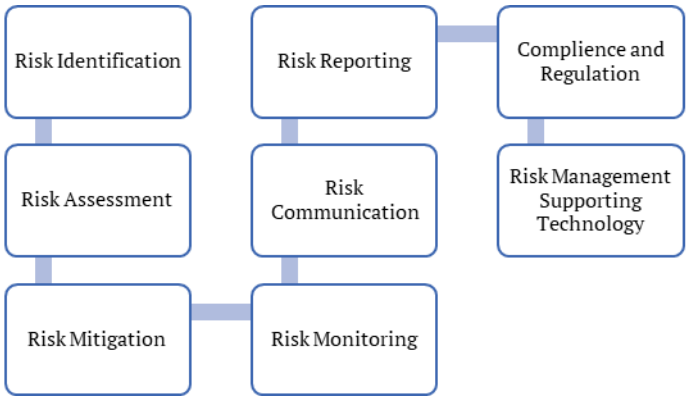 Risk Identification
Risk Assessment
Risk Mitigation
Risk Monitoring
Risk
Communication
Risk Reporting
Complience and
Regulation
Risk Management
Supporting
Technology